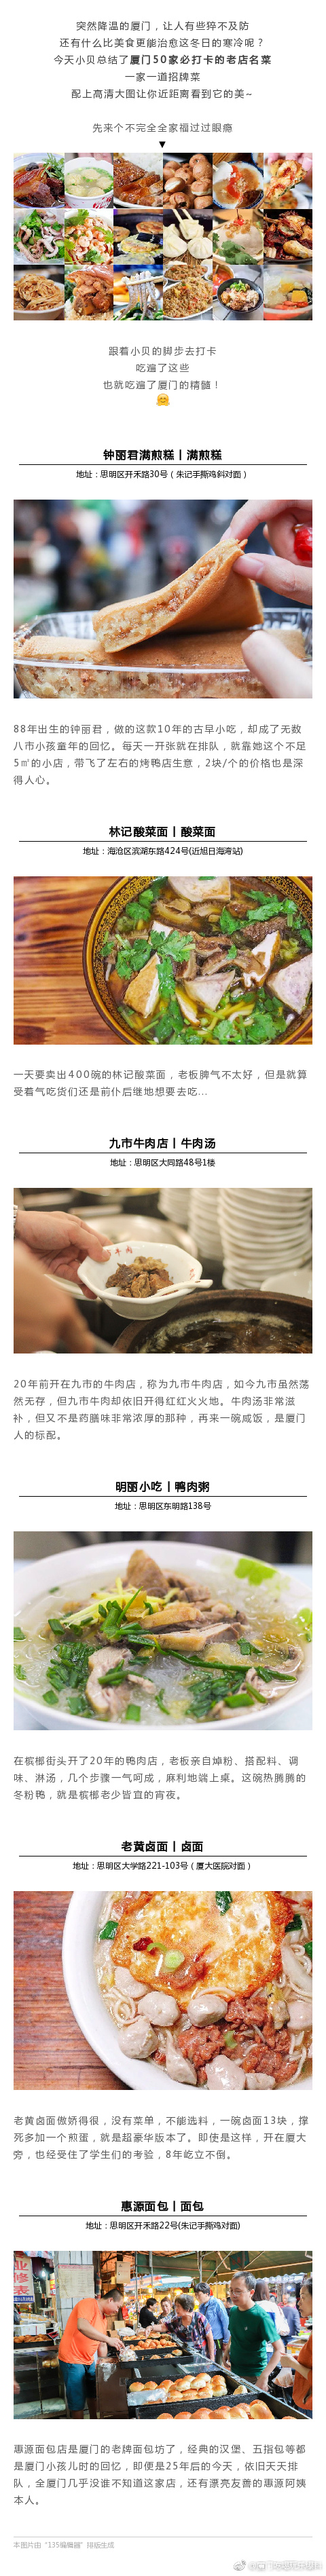 突然降温的厦门，让人有些猝不及防
还有什么比美食更能治愈这冬日的寒冷呢？
今天小贝总结了厦门50家必打卡的老店名菜
一家一道招牌菜
配上高清大图让你近距离看到它的美~
先来个不完全全家福过过眼瘾
▼
跟着小贝的脚步去打卡
吃遍了这些
也就吃遍了厦门的精髓！
钟丽君满煎糕丨满煎糕
地址：思明区开禾路30号（朱记手撕鸡斜对面）
88年出生的钟丽君，做的这款10年的古早小吃，却成了无数
八市小孩童年的回忆。每天一开张就在排队，就靠她这个不足
5㎡的小店，带飞了左右的烤鸭店生意，2块/个的价格也是深
得人心。
林记酸菜面丨酸菜面
地址：海沧区滨湖东路424号(近旭日海湾站)
一天要卖出400碗的林记酸菜面，老板脾气不太好，但是就算
受着气吃货们还是前仆后继地想要去吃...
九市牛肉店丨牛肉汤
地址：思明区大同路48号1楼
20年前开在九市的牛肉店，称为九市牛肉店，如今九市虽然荡
然无存，但九市牛肉却依旧开得红红火火地。牛肉汤非常滋
补，但又不是药膳味非常浓厚的那种，再来一碗咸饭，是厦门
人的标配。
明丽小吃丨鸭肉粥
地址：思明区东明路138号
在槟榔街头开了20年的鸭肉店，老板亲自焯粉、搭配料、调
味、淋汤，几个步骤一气呵成，麻利地端上桌。这碗热腾腾的
冬粉鸭，就是槟榔老少皆宜的宵夜。
老黄卤面丨卤面
地址：思明区大学路221-103号（厦大医院对面）
老黄卤面傲娇得很，没有菜单，不能选料，一碗卤面13块，撑
死多加一个煎蛋，就是超豪华版本了。即使是这样，开在厦大
旁，也经受住了学生们的考验，8年屹立不倒。
惠源面包丨面包
地址：思明区开禾路22号(朱记手撕鸡对面)
惠源面包店是厦门的老牌面包坊了，经典的汉堡、五指包等都
是厦门小孩儿时的回忆，即便是25年后的今天，依旧天天排
队，全厦门几乎没谁不知道这家店，还有漂亮友善的惠源阿姨
本人。
本图片由“135编辑器”排版生成